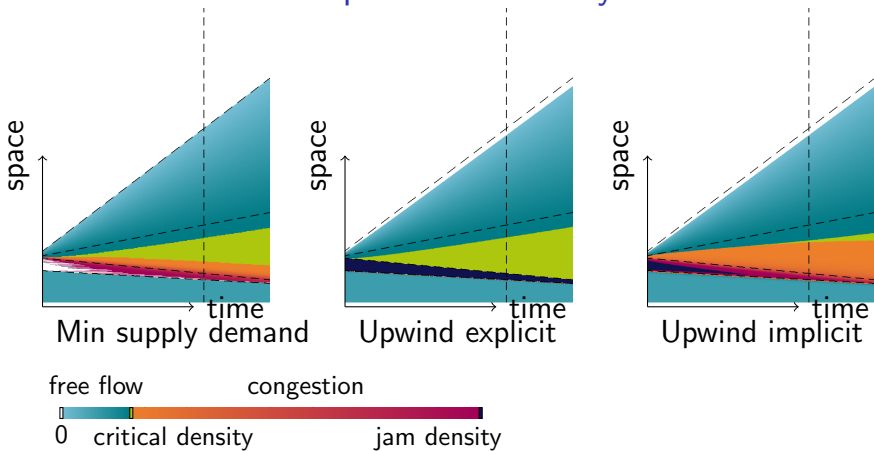 space
space
space
time
time
time
Min supply demand
Upwind explicit
Upwind implicit
free flow
congestion
0
critical density
jam density